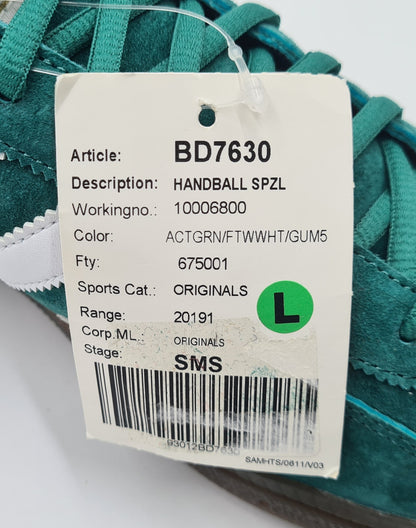 Article: BD7630
Description: HANDBALL SPZL
Workingno.: 10006800
Color: ACTGRN/FTWWHT/GUM5
Fty: 675001
Sports Cat.: ORIGINALS
L
Range: 20191
Corp.ML.: ORIGINALS
Stage: SMS
93012BD7630
SAMHTS/0611/V03